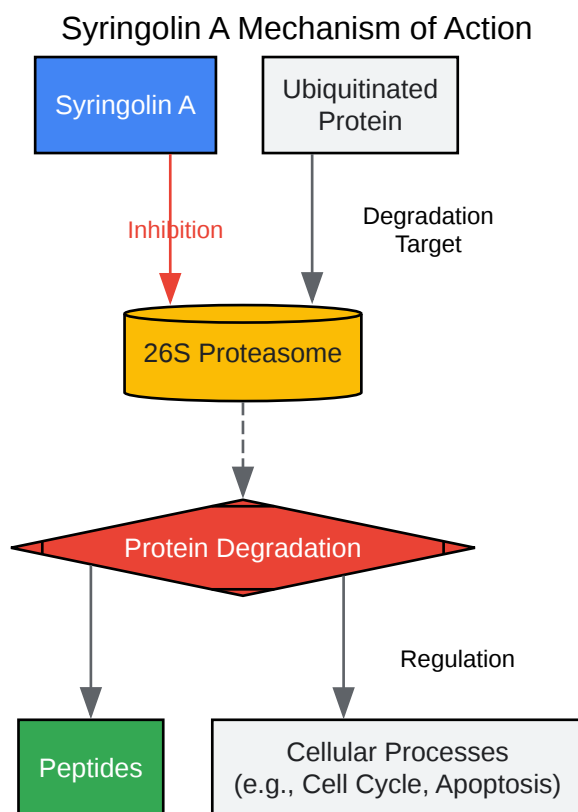 Syringolin A Mechanism of Action
Syringolin A
Ubiquitinated
Protein
Inhibition
Degradation
Target
26S Proteasome
Protein Degradation
Regulation
Peptides
Cellular Processes
(e.g., Cell Cycle, Apoptosis)